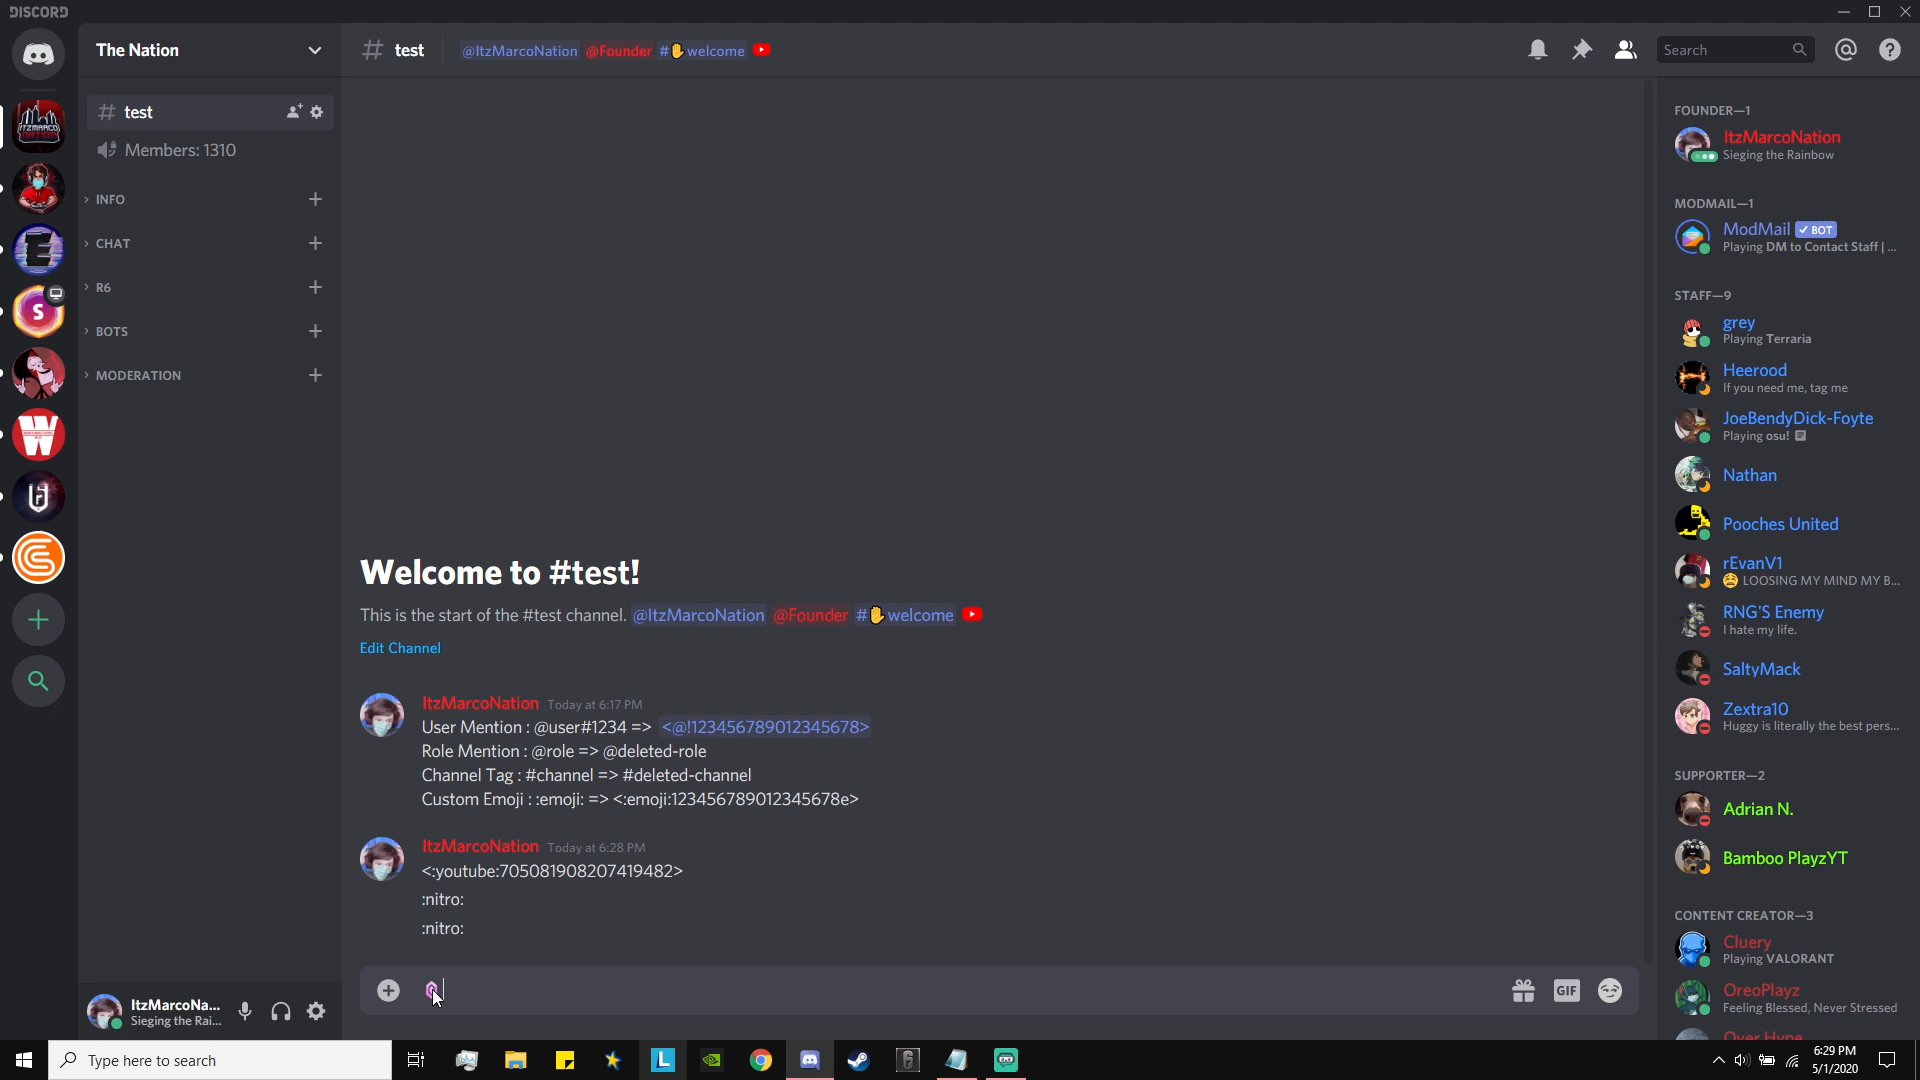 DISCORD
The Nation
test
@ItzMarcoNation @Founder #✋welcome
Search
test
Members: 1310
INFO
CHAT
R6
BOTS
MODERATION
Welcome to #test!
This is the start of the #test channel. @ItzMarcoNation @Founder #✋welcome
Edit Channel
ItzMarcoNation Today at 6:17 PM
User Mention : @user#1234 => <@!123456789012345678>
Role Mention : @role => @deleted-role
Channel Tag : #channel => #deleted-channel
Custom Emoji : :emoji: => <:emoji:123456789012345678e>
ItzMarcoNation Today at 6:28 PM
<:youtube:705081908207419482>
:nitro:
:nitro:
GIF
FOUNDER—1
ItzMarcoNation
Sieging the Rainbow
MODMAIL—1
ModMail BOT
Playing DM to Contact Staff | ...
STAFF—9
grey
Playing Terraria
Heerood
If you need me, tag me
JoeBendyDick-Foyte
Playing osu!
Nathan
Pooches United
rEvanV1
LOOSING MY MIND MY B...
RNG'S Enemy
I hate my life.
SaltyMack
Zextra10
Huggy is literally the best pers...
SUPPORTER—2
Adrian N.
Bamboo PlayzYT
CONTENT CREATOR—3
Cluery
Playing VALORANT
OreoPlayz
Feeling Blessed, Never Stressed
Over Hype
ItzMarcoNa...
Sieging the Rai...
Type here to search
6:29 PM
5/1/2020